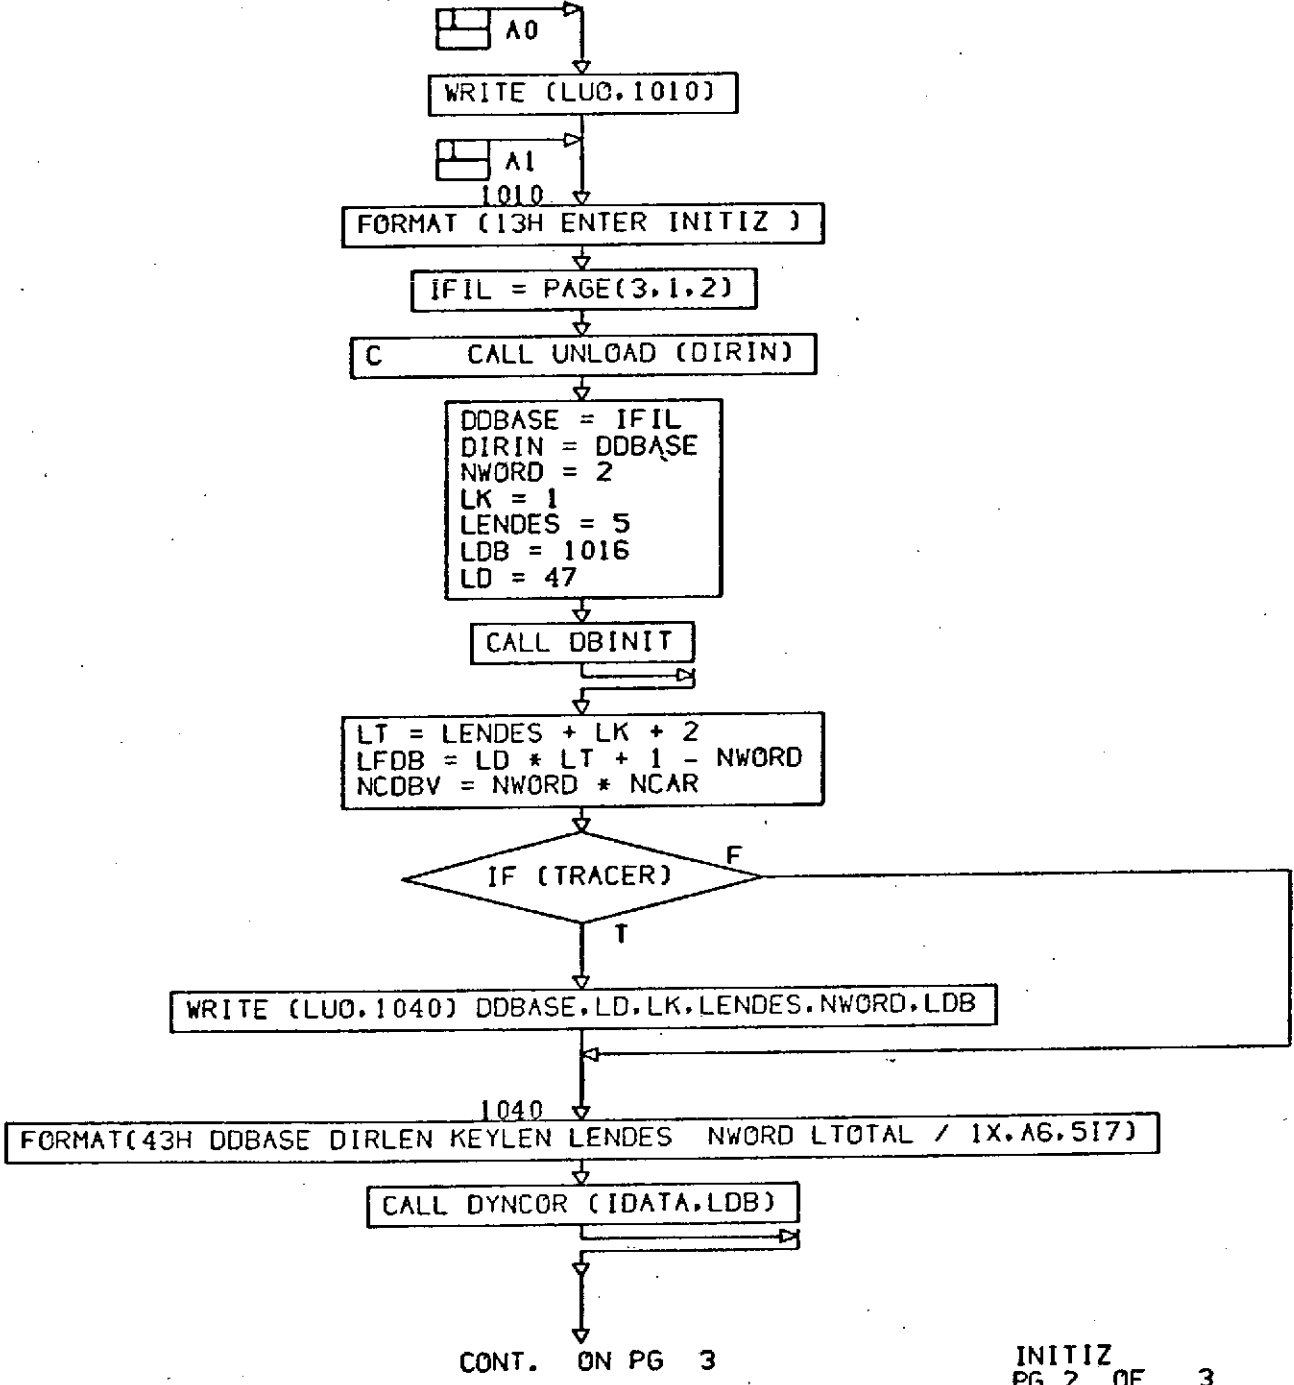 A0
WRITE (LUO,1010)
A1
1010
FORMAT (13H ENTER INITIZ )
IFIL = PAGE(3,1,2)
C     CALL UNLOAD (DIRIN)
DDBASE = IFIL
DIRIN = DDBASE
NWORD = 2
LK = 1
LENDES = 5
LDB = 1016
LD = 47
CALL DBINIT
LT = LENDES + LK + 2
LFDB = LD * LT + 1 - NWORD
NCDBV = NWORD * NCAR
IF (TRACER)
F
T
WRITE (LUO,1040) DDBASE,LD,LK,LENDES,NWORD,LDB
1040
FORMAT(43H DDBASE DIRLEN KEYLEN LENDES  NWORD LTOTAL / 1X,A6,5I7)
CALL DYNCOR (IDATA,LDB)
CONT.  ON PG  3
INITIZ
PG 2 OF  3